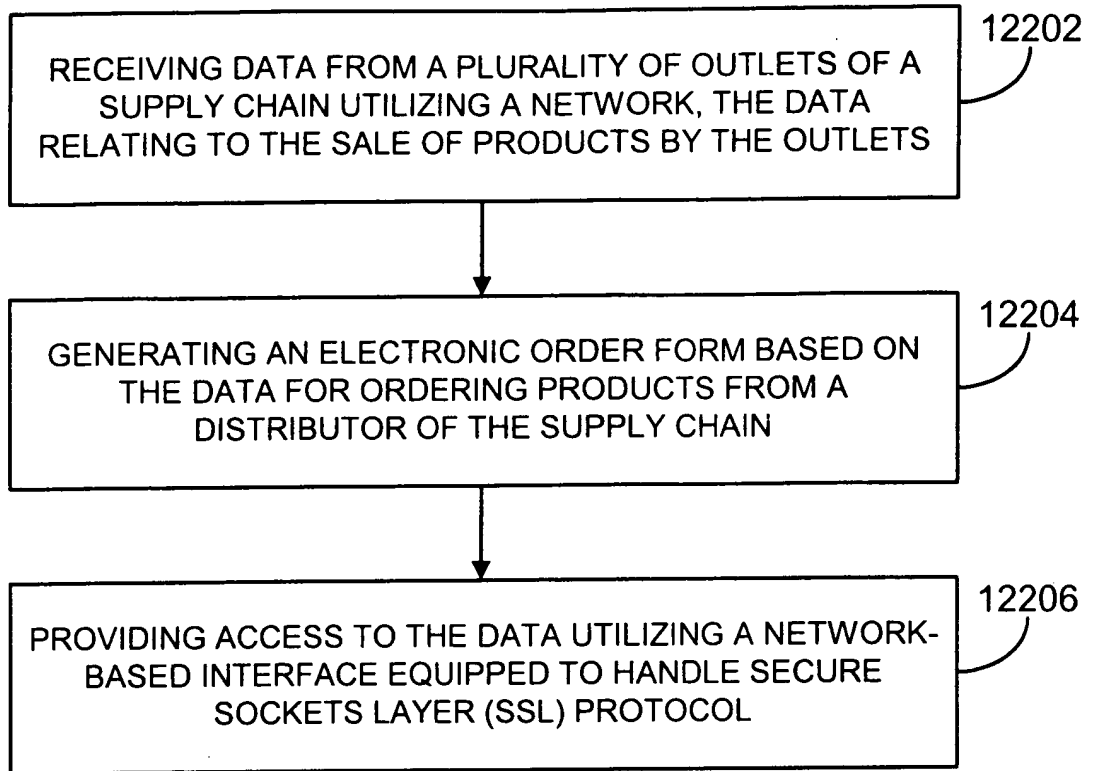 12202
RECEIVING DATA FROM A PLURALITY OF OUTLETS OF A
SUPPLY CHAIN UTILIZING A NETWORK, THE DATA
RELATING TO THE SALE OF PRODUCTS BY THE OUTLETS
12204
GENERATING AN ELECTRONIC ORDER FORM BASED ON
THE DATA FOR ORDERING PRODUCTS FROM A
DISTRIBUTOR OF THE SUPPLY CHAIN
12206
PROVIDING ACCESS TO THE DATA UTILIZING A NETWORK-
BASED INTERFACE EQUIPPED TO HANDLE SECURE
SOCKETS LAYER (SSL) PROTOCOL